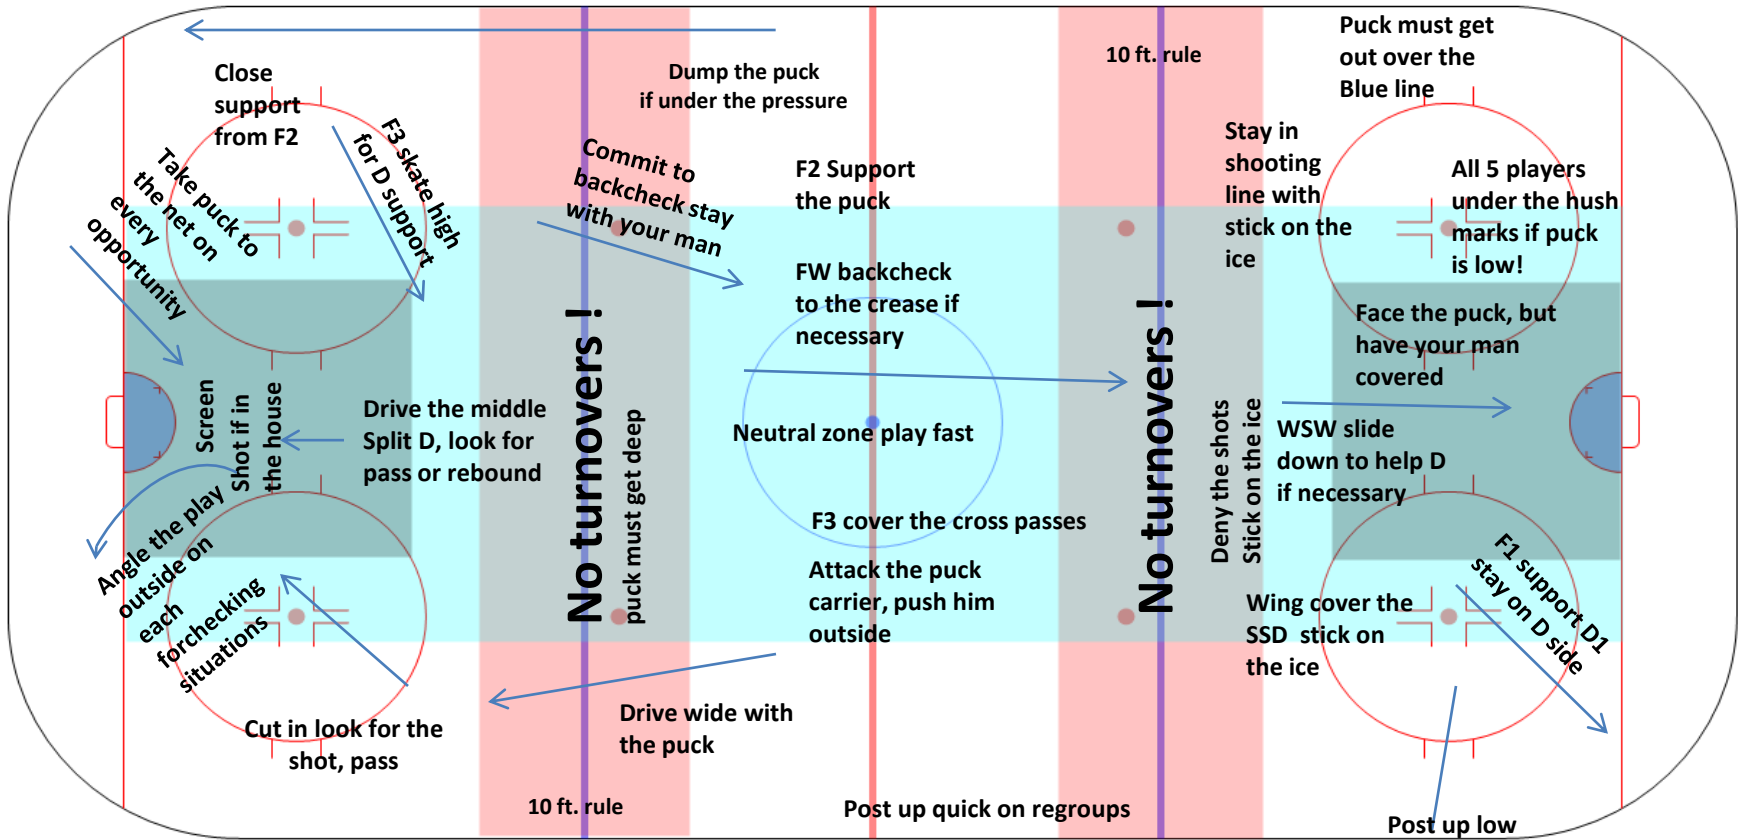 Close
support
from F2
Take puck to
the net on
every
opportunity
F3 skate high
for D support
Screen
Shot if in
the house
Drive the middle
Split D, look for
pass or rebound
Angle the play
outside on
each
forchecking
situations
Cut in look for the
shot, pass
Dump the puck
if under the pressure
Commit to
backcheck stay
with your man
No turnovers !
puck must get deep
Drive wide with
the puck
10 ft. rule
F2 Support
the puck
FW backcheck
to the crease if
necessary
Neutral zone play fast
F3 cover the cross passes
Attack the puck
carrier, push him
outside
Post up quick on regroups
10 ft. rule
No turnovers !
Puck must get
out over the
Blue line
Stay in
shooting
line with
stick on the
ice
All 5 players
under the hush
marks if puck
is low!
Face the puck, but
have your man
covered
Deny the shots
Stick on the ice
WSW slide
down to help D
if necessary
Wing cover the
SSD  stick on
the ice
F1 support D1
stay on D side
Post up low